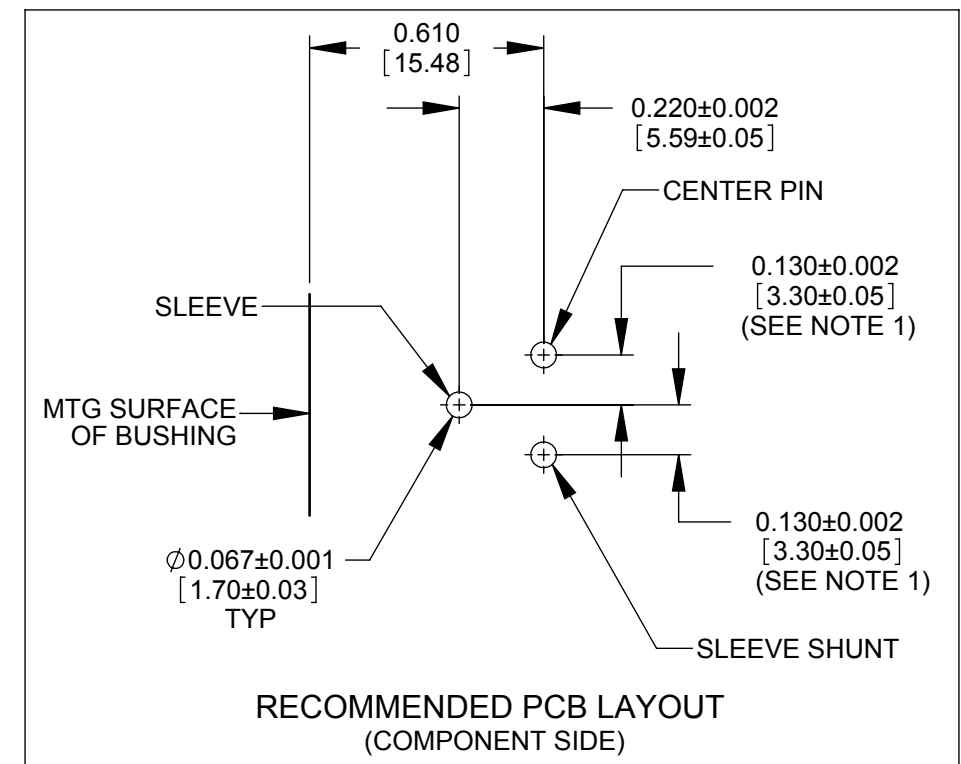 0.610
[15.48]
0.220±0.002
[5.59±0.05]
CENTER PIN
0.130±0.002
[3.30±0.05]
(SEE NOTE 1)
SLEEVE
MTG SURFACE
OF BUSHING
0.130±0.002
[3.30±0.05]
(SEE NOTE 1)
∅0.067±0.001
[1.70±0.03]
TYP
SLEEVE SHUNT
RECOMMENDED PCB LAYOUT
(COMPONENT SIDE)